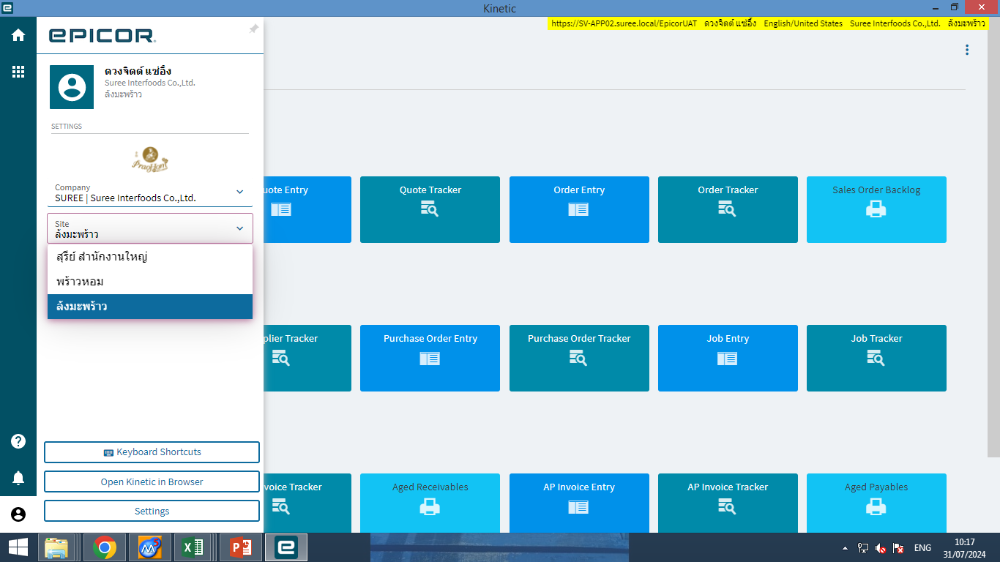 Kinetic
https://SV-APP02.suree.local/EpicorUAT ดวงจิตต์ แซ่อึ้ง English/United States Suree Interfoods Co.,Ltd. ล้งมะพร้าว
EPICOR
ดวงจิตต์ แซ่อึ้ง
Suree Interfoods Co.,Ltd.
ล้งมะพร้าว
SETTINGS
PraoHom
Company
SUREE | Suree Interfoods Co.,Ltd.
Site
ล้งมะพร้าว
สุรีย์ สำนักงานใหญ่
พร้าวหอม
ล้งมะพร้าว
Keyboard Shortcuts
Open Kinetic in Browser
Settings
uote Entry
Quote Tracker
Order Entry
Order Tracker
Sales Order Backlog
plier Tracker
Purchase Order Entry
Purchase Order Tracker
Job Entry
Job Tracker
voice Tracker
Aged Receivables
AP Invoice Entry
AP Invoice Tracker
Aged Payables
ENG
10:17
31/07/2024